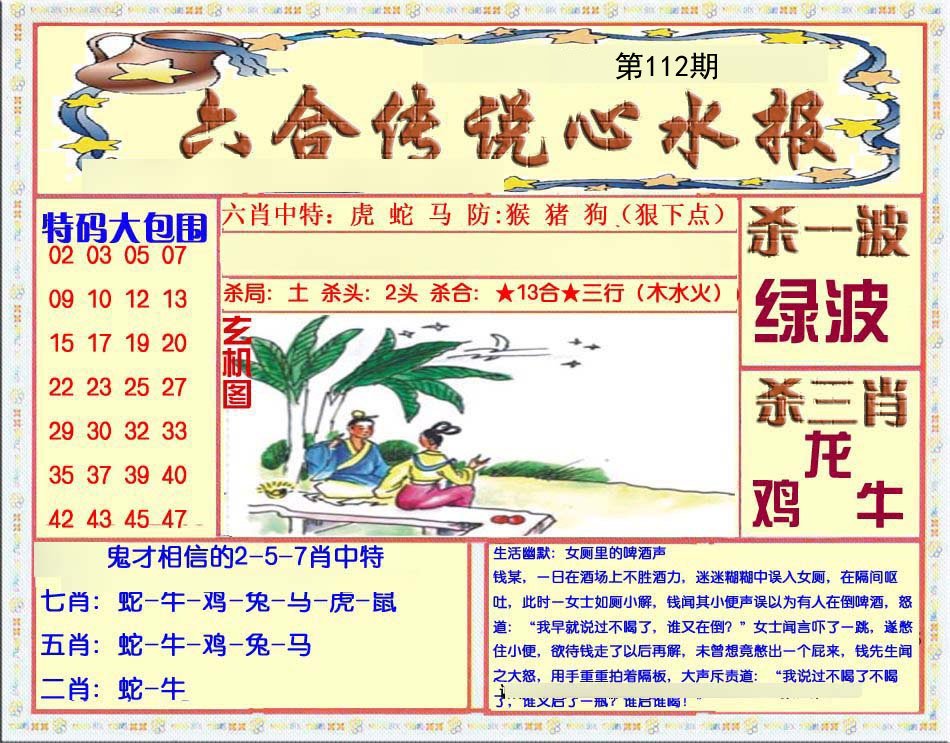 第112期
六合传说心水报
特码大包围
02 03 05 07
09 10 12 13
15 17 19 20
22 23 25 27
29 30 32 33
35 37 39 40
42 43 45 47
六肖中特：虎 蛇 马 防:猴 猪 狗（狠下点）
杀局：土 杀头：2头 杀合：★13合★三行（木水火）
玄机图
杀一波
绿波
杀三肖
龙
鸡 牛
鬼才相信的2-5-7肖中特
七肖：蛇-牛-鸡-兔-马-虎-鼠
五肖：蛇-牛-鸡-兔-马
二肖：蛇-牛
生活幽默：女厕里的啤酒声
钱某，一日在酒场上不胜酒力，迷迷糊糊中误入女厕，在隔间呕
吐，此时一女士如厕小解，钱闻其小便声误以为有人在倒啤酒，怒
道：“我早就说过不喝了，谁又在倒？”女士闻言吓了一跳，遂憋
住小便，欲待钱走了以后再解，未曾想竟憋出一个屁来，钱先生闻
之大怒，用手重重拍着隔板，大声斥责道：“我说过不喝了不喝
了，谁又启了一瓶？谁启谁喝！”